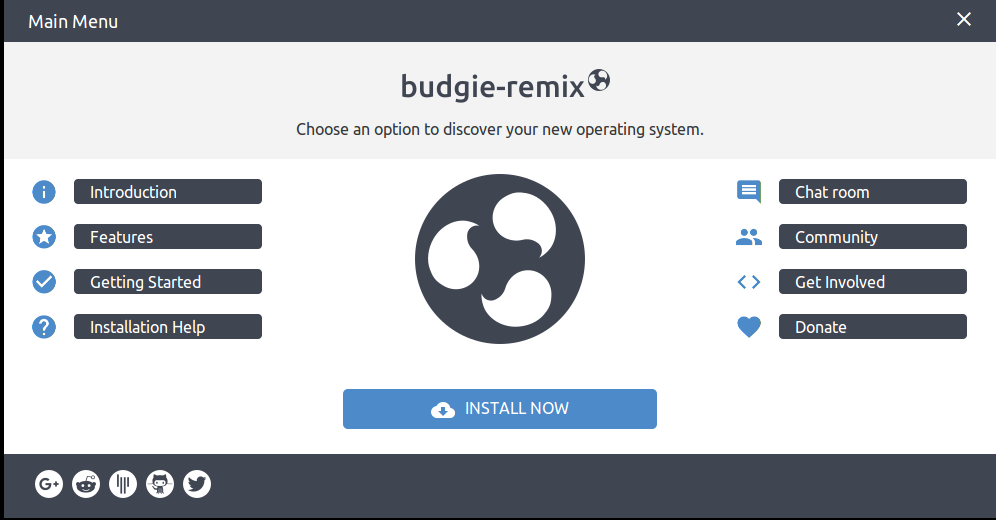 Main Menu
budgie-remix
Choose an option to discover your new operating system.
Introduction
Features
Getting Started
Installation Help
Chat room
Community
Get Involved
Donate
INSTALL NOW
G+